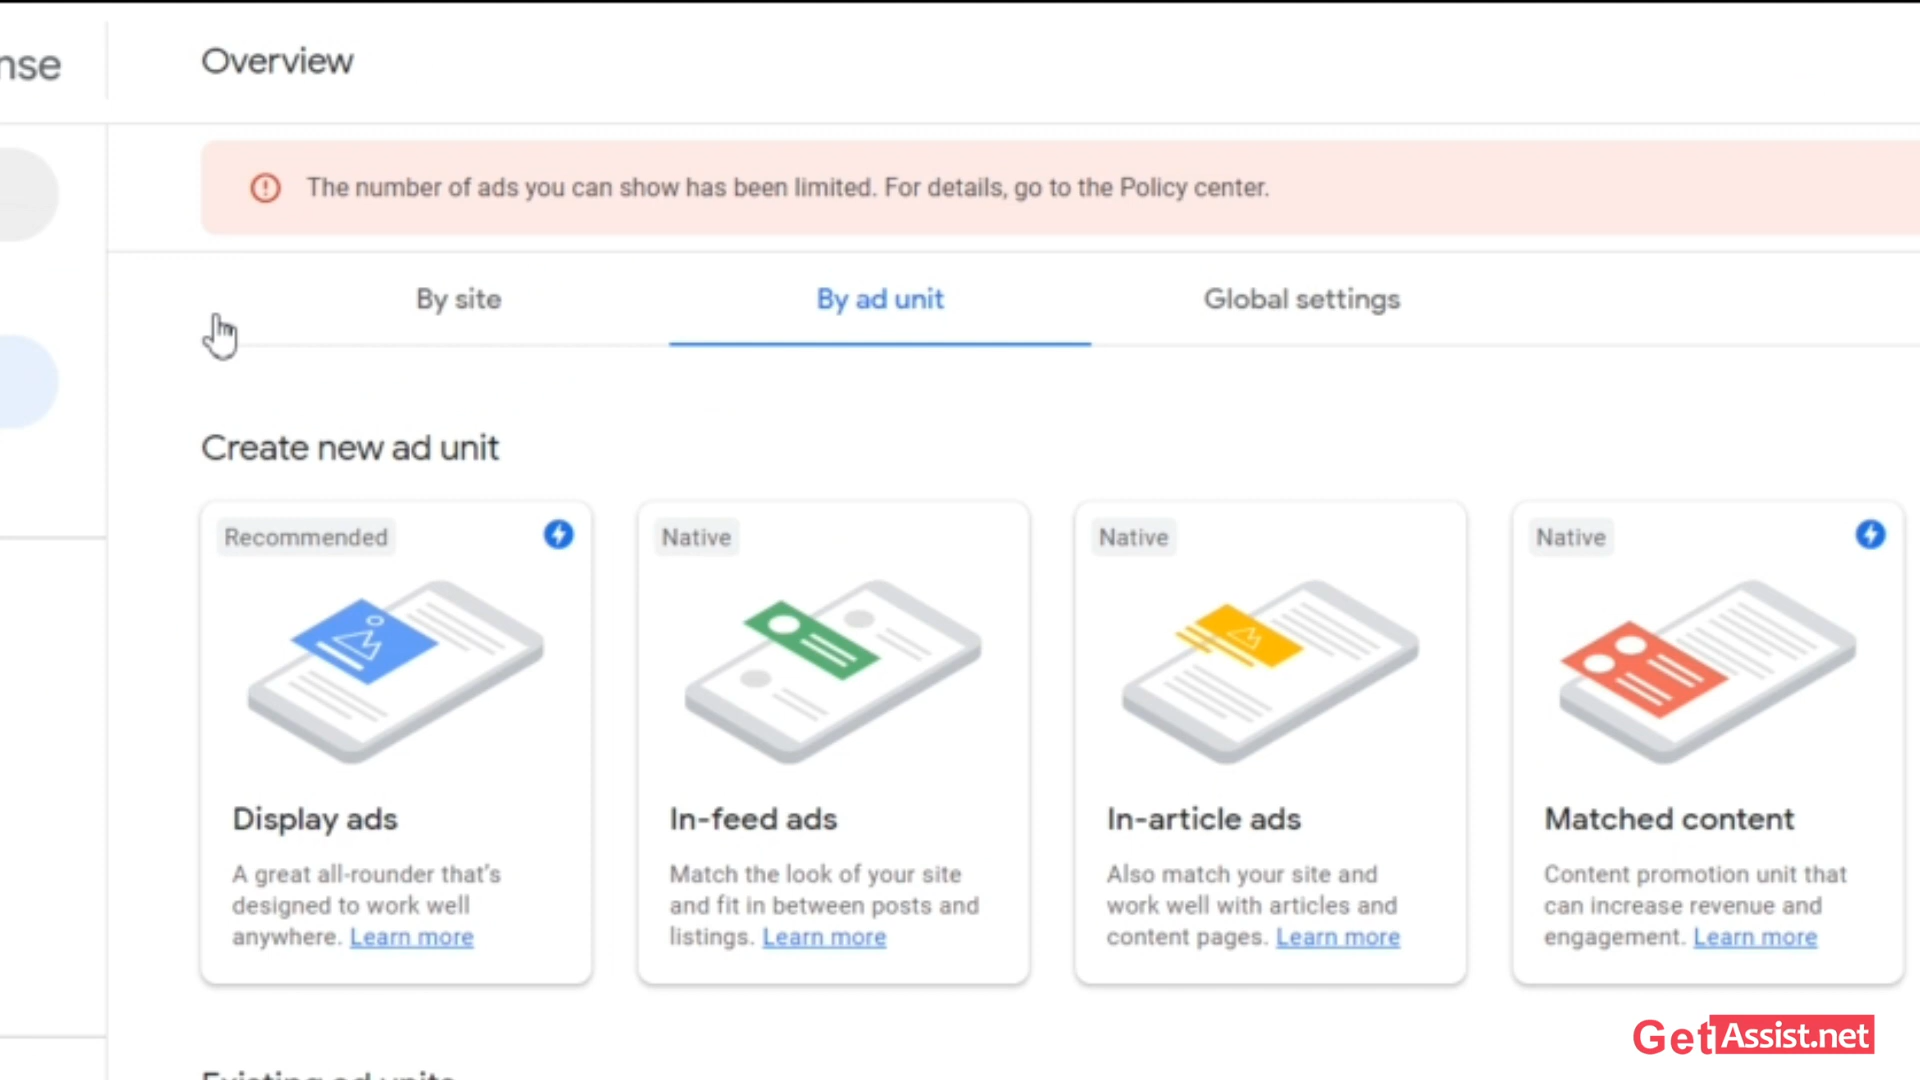 nse
Overview
The number of ads you can show has been limited. For details, go to the Policy center.
By site
By ad unit
Global settings
Create new ad unit
Recommended
Display ads
A great all-rounder that's
designed to work well
anywhere. Learn more
Native
In-feed ads
Match the look of your site
and fit in between posts and
listings. Learn more
Native
In-article ads
Also match your site and
work well with articles and
content pages. Learn more
Native
Matched content
Content promotion unit that
can increase revenue and
engagement. Learn more
Existing ad units
GetAssist.net